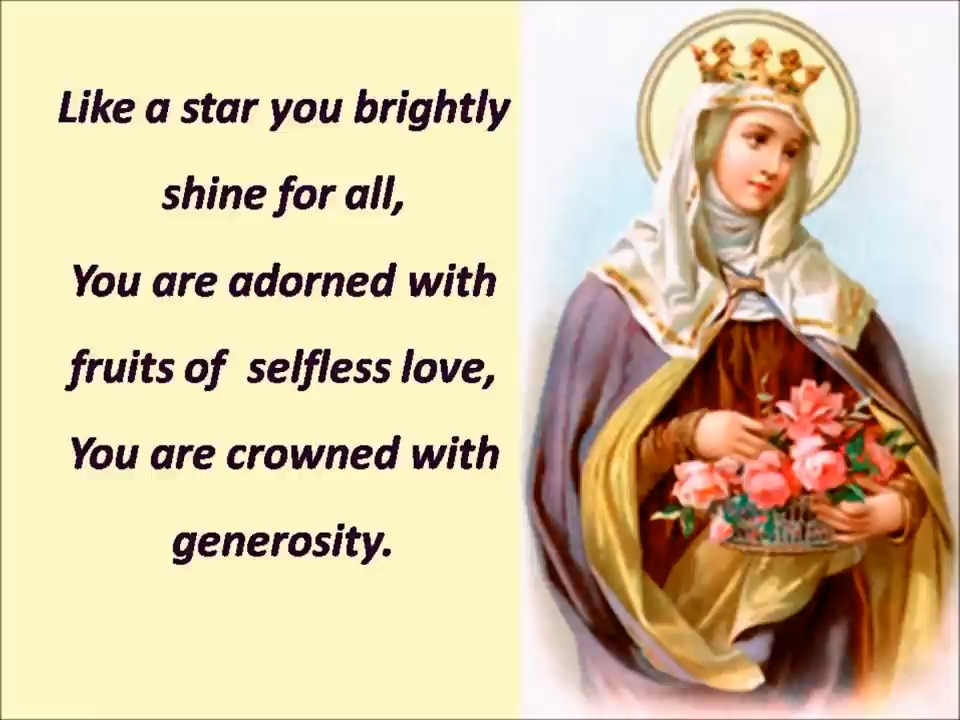 Like a star you brightly
shine for all,
You are adorned with
fruits of  selfless love,
You are crowned with
generosity.